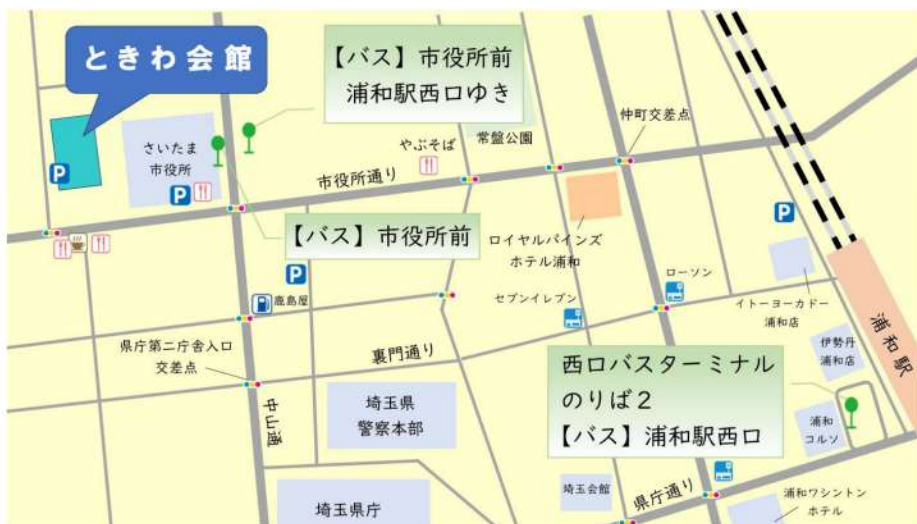 ときわ会館
【バス】市役所前
浦和駅西口ゆき
さいたま
市役所
P
P
やぶそば
常盤公園
仲町交差点
市役所通り
【バス】市役所前
ロイヤルパインズ
ホテル浦和
P
P
鹿島屋
セブンイレブン
ローソン
イトーヨーカドー
浦和店
県庁第二庁舎入口
交差点
裏門通り
伊勢丹
浦和店
浦和駅
西口バスターミナル
のりば2
【バス】浦和駅西口
中山通
埼玉県
警察本部
浦和
コルソ
埼玉会館
県庁通り
浦和ワシントン
ホテル
埼玉県庁